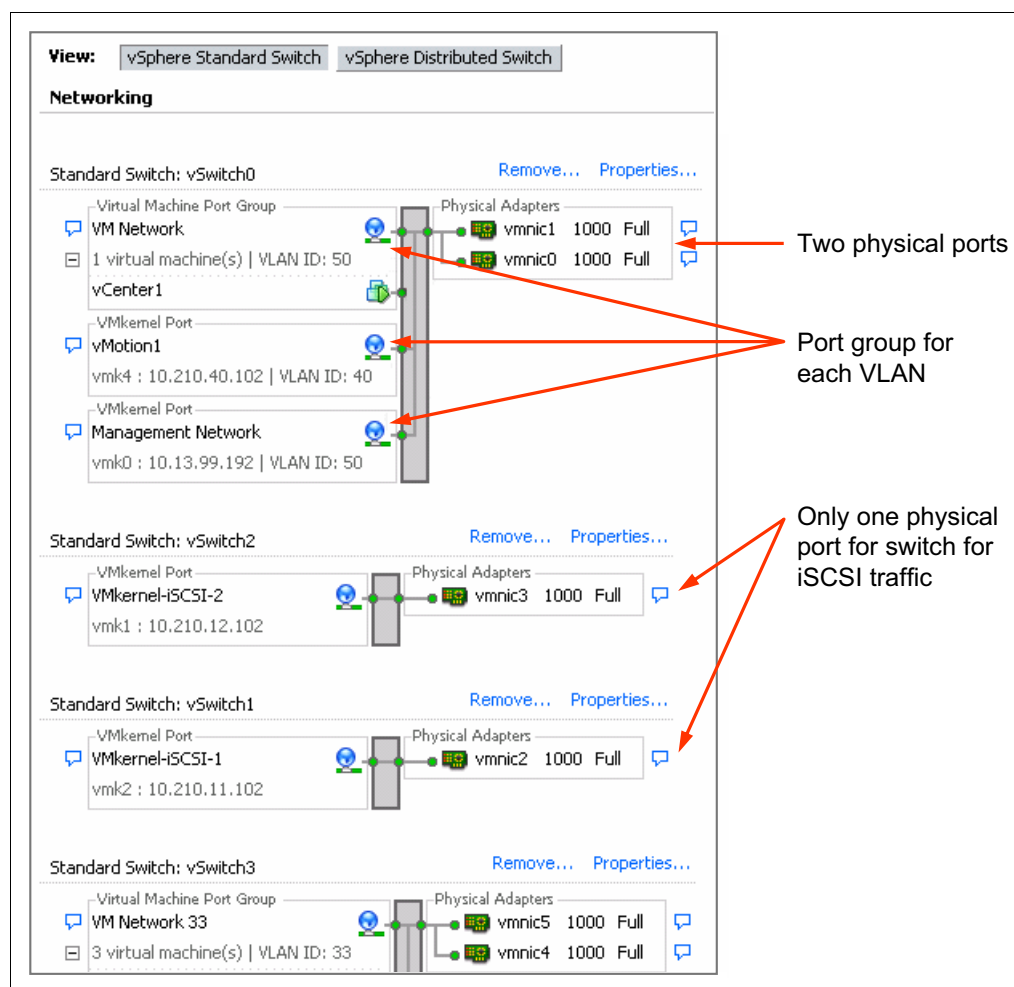 View: vSphere Standard Switch vSphere Distributed Switch
Networking
Standard Switch: vSwitch0 Remove... Properties...
Virtual Machine Port Group Physical Adapters
VM Network vmnic1 1000 Full
1 virtual machine(s) | VLAN ID: 50 vmnic0 1000 Full
vCenter1
VMkernel Port
vMotion1
vmk4 : 10.210.40.102 | VLAN ID: 40
VMkernel Port
Management Network
vmk0 : 10.13.99.192 | VLAN ID: 50
Two physical ports
Port group for
each VLAN
Standard Switch: vSwitch2 Remove... Properties...
VMkernel Port Physical Adapters
VMkernel-iSCSI-2 vmnic3 1000 Full
vmk1 : 10.210.12.102
Only one physical
port for switch for
iSCSI traffic
Standard Switch: vSwitch1 Remove... Properties...
VMkernel Port Physical Adapters
VMkernel-iSCSI-1 vmnic2 1000 Full
vmk2 : 10.210.11.102
Standard Switch: vSwitch3 Remove... Properties...
Virtual Machine Port Group Physical Adapters
VM Network 33 vmnic5 1000 Full
3 virtual machine(s) | VLAN ID: 33 vmnic4 1000 Full